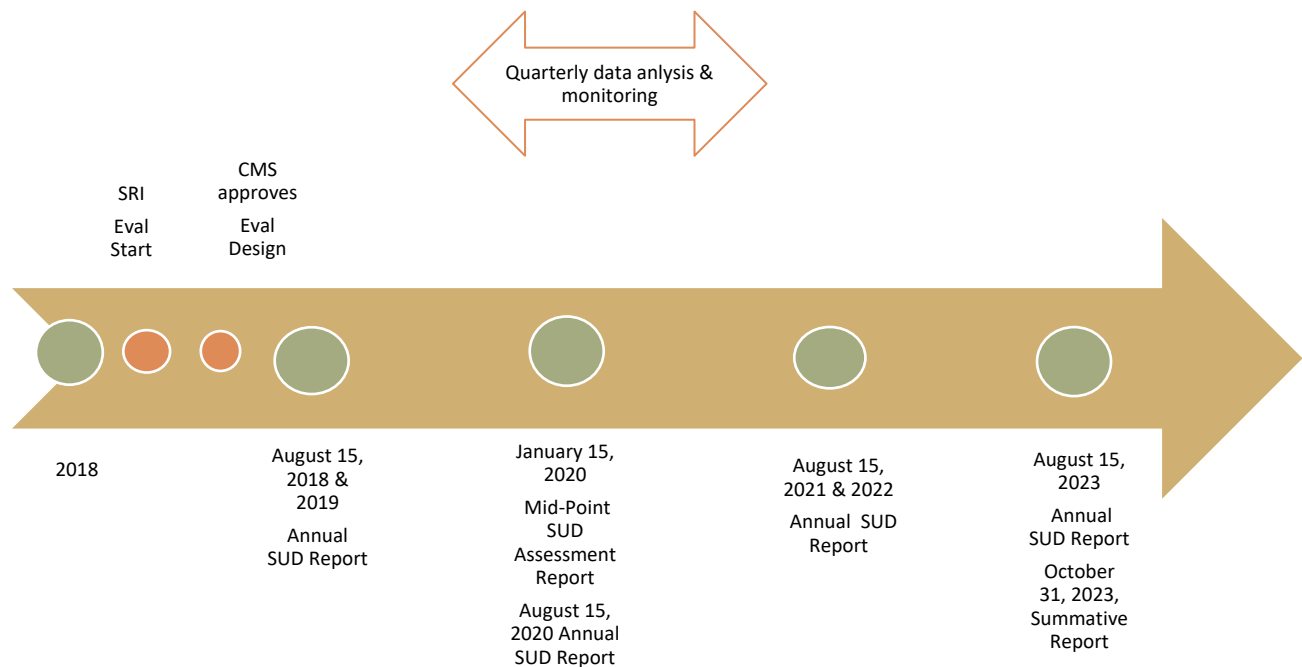 Quarterly data anlysis &
monitoring
SRI
Eval
Start
CMS
approves
Eval
Design
2018
August 15,
2018 &
2019
Annual
SUD Report
January 15,
2020
Mid-Point
SUD
Assessment
Report
August 15,
2020 Annual
SUD Report
August 15,
2021 & 2022
Annual SUD
Report
August 15,
2023
Annual
SUD Report
October
31, 2023,
Summative
Report